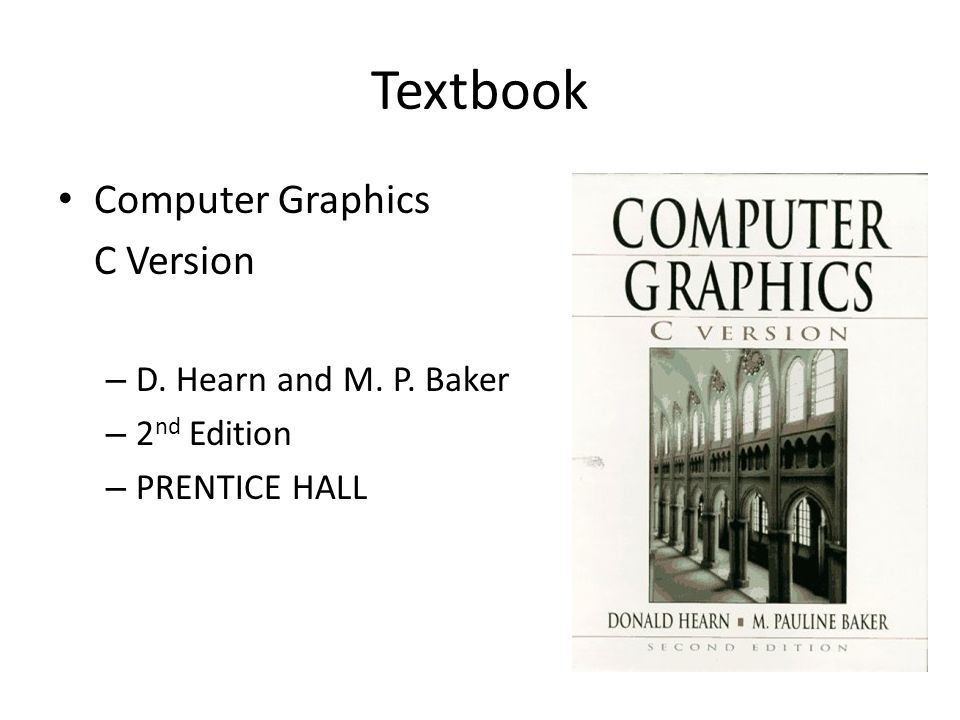 Textbook
• Computer Graphics
C Version
– D. Hearn and M. P. Baker
– 2nd Edition
– PRENTICE HALL
COMPUTER
GRAPHICS
C VERSION
DONALD HEARN ■ M. PAULINE BAKER
SECOND EDITION